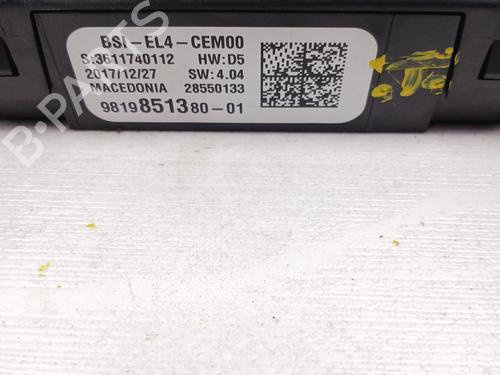 BSI-EL4-CEM00
S:3611740112 HW:D5
2017/12/27 SW:4.04
MACEDONIA 28550133
9819851380-01
B-PARTS